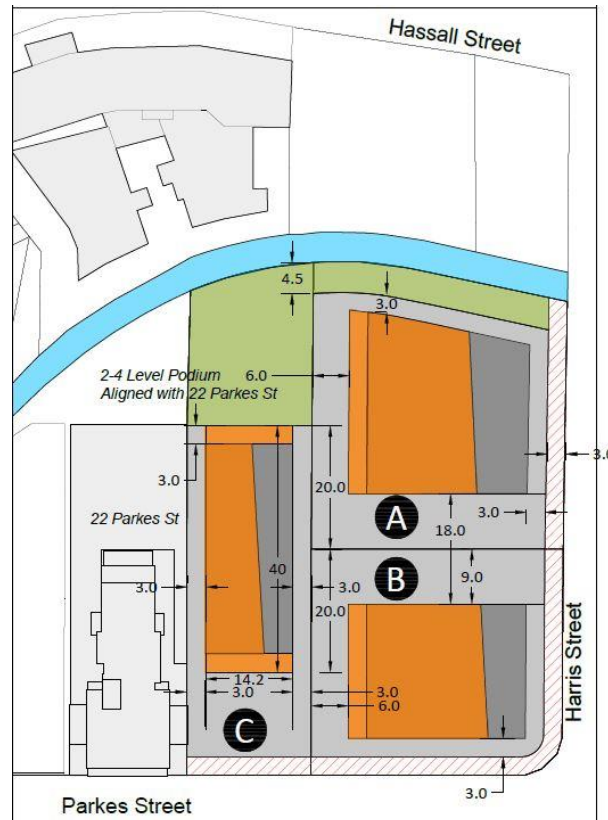 Hassall Street
4.5
3.0
2-4 Level Podium
Aligned with 22 Parkes St
6.0
3.0
3.0
20.0
A
3.0
18.0
22 Parkes St
B
3.0
40
3.0
9.0
20.0
14.2
3.0
3.0
6.0
C
Harris Street
3.0
Parkes Street